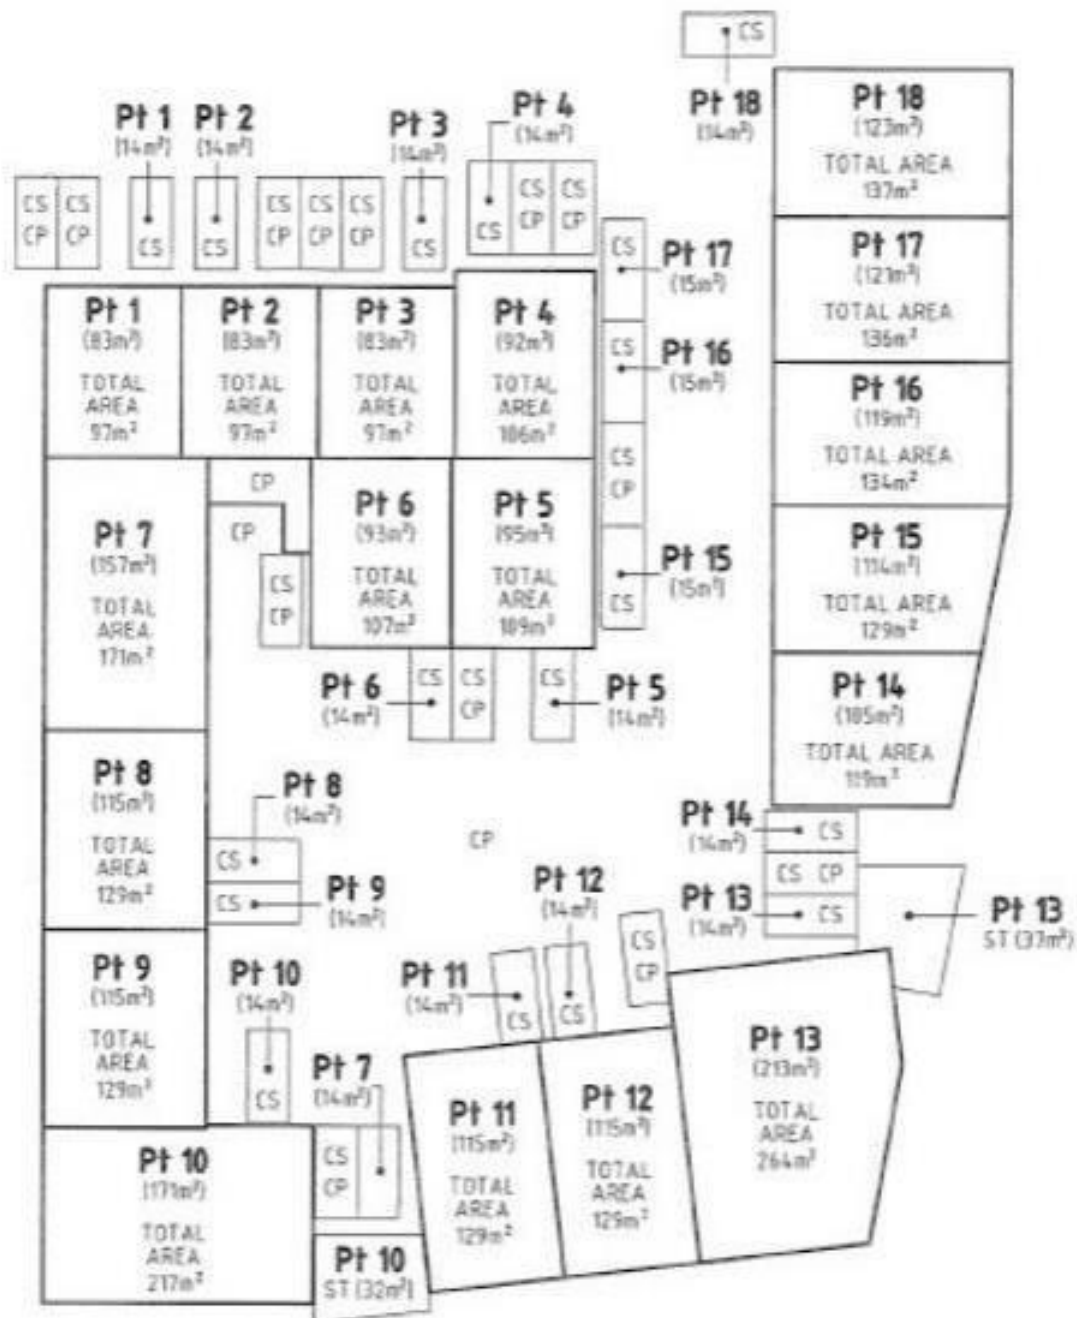 CS
Pt 18
(14m²)
Pt 18
(123m²)
TOTAL AREA
137m²
Pt 1
(14m²)
CS
Pt 2
(14m²)
CS
Pt 3
(14m²)
CS
Pt 4
(14m²)
CS
CS
CP
CS
CP
CS
CP
CS
CP
CS
CP
CS
CP
CS
CP
CS
Pt 17
(15m²)
Pt 17
(121m²)
TOTAL AREA
136m²
Pt 1
(83m²)
TOTAL
AREA
97m²
Pt 2
(83m²)
TOTAL
AREA
97m²
Pt 3
(83m²)
TOTAL
AREA
97m²
Pt 4
(92m²)
TOTAL
AREA
106m²
CS
Pt 16
(15m²)
Pt 16
(119m²)
TOTAL AREA
134m²
CS
CP
Pt 7
(157m²)
TOTAL
AREA
171m²
CP
CP
CS
CP
Pt 6
(93m²)
TOTAL
AREA
107m²
Pt 5
(95m²)
TOTAL
AREA
109m²
Pt 15
(15m²)
CS
Pt 15
(114m²)
TOTAL AREA
129m²
Pt 6
(14m²)
CS
CS
CP
CS
Pt 5
(14m²)
Pt 14
(105m²)
TOTAL AREA
119m²
Pt 8
(115m²)
TOTAL
AREA
129m²
Pt 8
(14m²)
CS
CS
Pt 9
(14m²)
CP
Pt 14
(14m²)
CS
CS CP
Pt 13
(14m²)
CS
Pt 13
ST (37m²)
Pt 12
(14m²)
CS
CS
CP
Pt 11
(14m²)
CS
Pt 9
(115m²)
TOTAL
AREA
129m²
Pt 10
(14m²)
CS
Pt 7
(14m²)
CS
CP
Pt 11
(115m²)
TOTAL
AREA
129m²
Pt 12
(115m²)
TOTAL
AREA
129m²
Pt 13
(213m²)
TOTAL
AREA
264m²
Pt 10
(171m²)
TOTAL
AREA
217m²
Pt 10
ST (32m²)